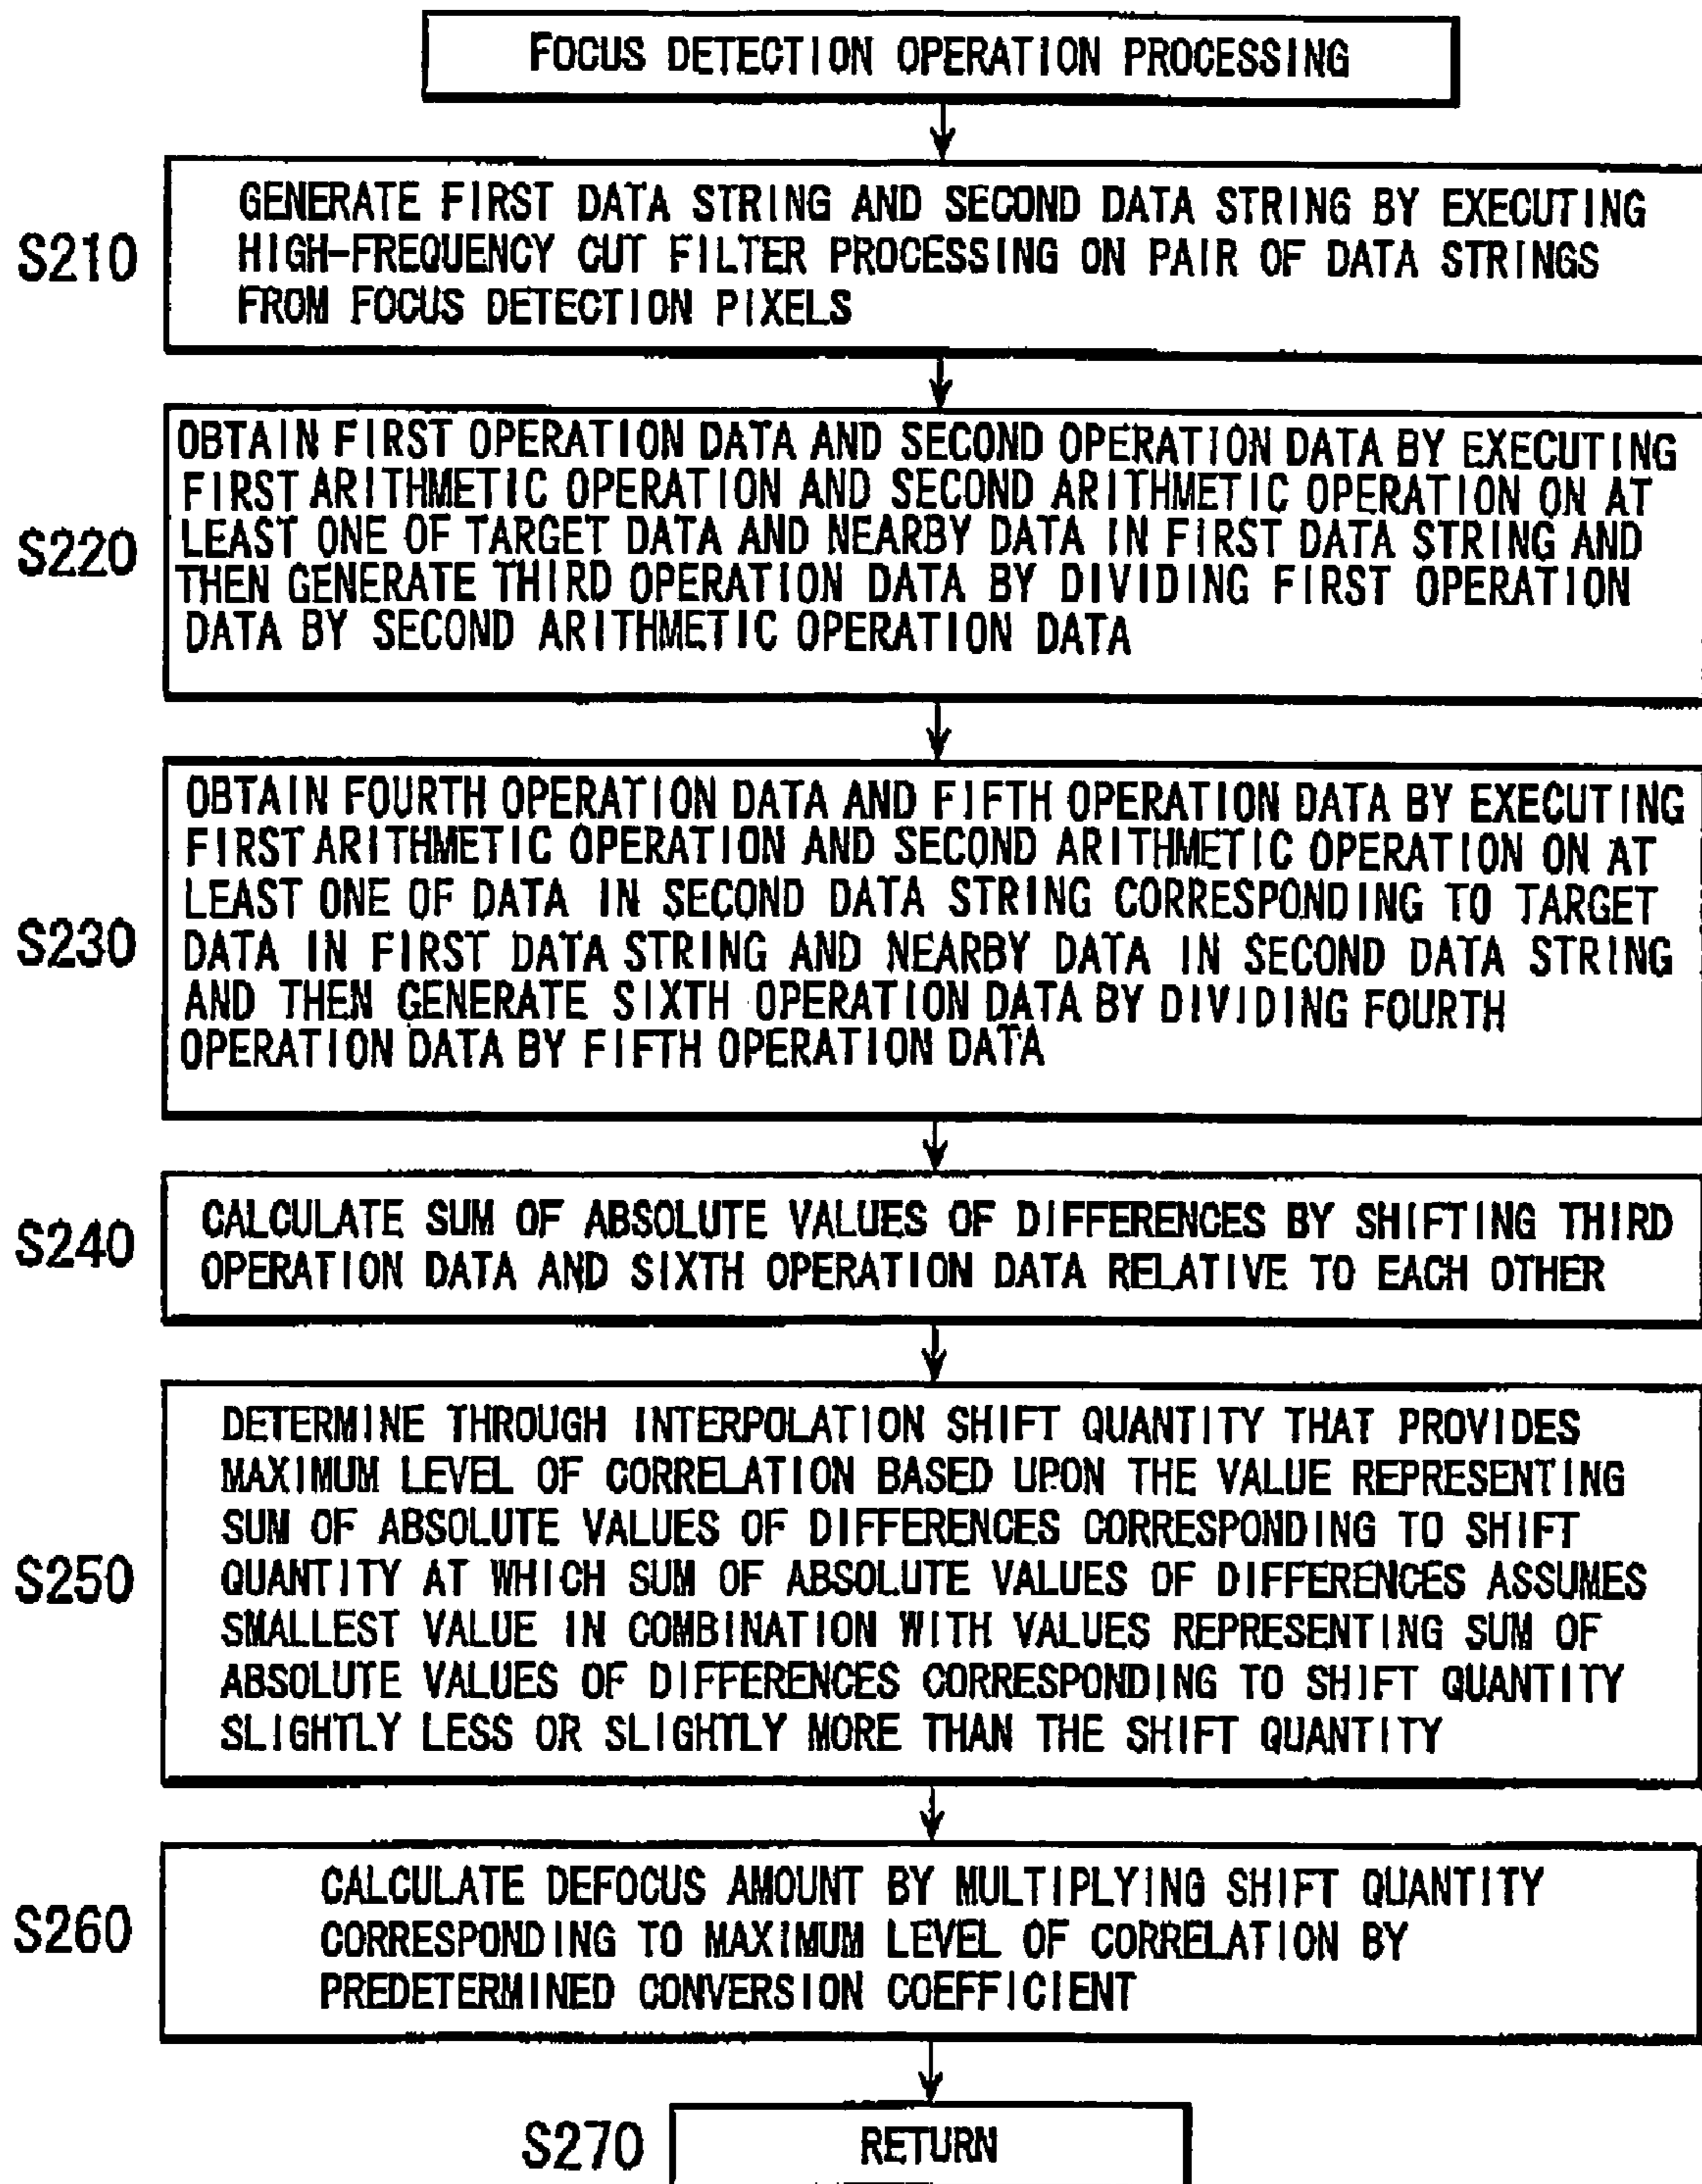 FOCUS DETECTION OPERATION PROCESSING
S210
GENERATE FIRST DATA STRING AND SECOND DATA STRING BY EXECUTING
HIGH-FREQUENCY CUT FILTER PROCESSING ON PAIR OF DATA STRINGS
FROM FOCUS DETECTION PIXELS
S220
OBTAIN FIRST OPERATION DATA AND SECOND OPERATION DATA BY EXECUTING
FIRST ARITHMETIC OPERATION AND SECOND ARITHMETIC OPERATION ON AT
LEAST ONE OF TARGET DATA AND NEARBY DATA IN FIRST DATA STRING AND
THEN GENERATE THIRD OPERATION DATA BY DIVIDING FIRST OPERATION
DATA BY SECOND ARITHMETIC OPERATION DATA
S230
OBTAIN FOURTH OPERATION DATA AND FIFTH OPERATION DATA BY EXECUTING
FIRST ARITHMETIC OPERATION AND SECOND ARITHMETIC OPERATION ON AT
LEAST ONE OF DATA IN SECOND DATA STRING CORRESPONDING TO TARGET
DATA IN FIRST DATA STRING AND NEARBY DATA IN SECOND DATA STRING
AND THEN GENERATE SIXTH OPERATION DATA BY DIVIDING FOURTH
OPERATION DATA BY FIFTH OPERATION DATA
S240
CALCULATE SUM OF ABSOLUTE VALUES OF DIFFERENCES BY SHIFTING THIRD
OPERATION DATA AND SIXTH OPERATION DATA RELATIVE TO EACH OTHER
S250
DETERMINE THROUGH INTERPOLATION SHIFT QUANTITY THAT PROVIDES
MAXIMUM LEVEL OF CORRELATION BASED UPON THE VALUE REPRESENTING
SUM OF ABSOLUTE VALUES OF DIFFERENCES CORRESPONDING TO SHIFT
QUANTITY AT WHICH SUM OF ABSOLUTE VALUES OF DIFFERENCES ASSUMES
SMALLEST VALUE IN COMBINATION WITH VALUES REPRESENTING SUM OF
ABSOLUTE VALUES OF DIFFERENCES CORRESPONDING TO SHIFT QUANTITY
SLIGHTLY LESS OR SLIGHTLY MORE THAN THE SHIFT QUANTITY
S260
CALCULATE DEFOCUS AMOUNT BY MULTIPLYING SHIFT QUANTITY
CORRESPONDING TO MAXIMUM LEVEL OF CORRELATION BY
PREDETERMINED CONVERSION COEFFICIENT
S270
RETURN